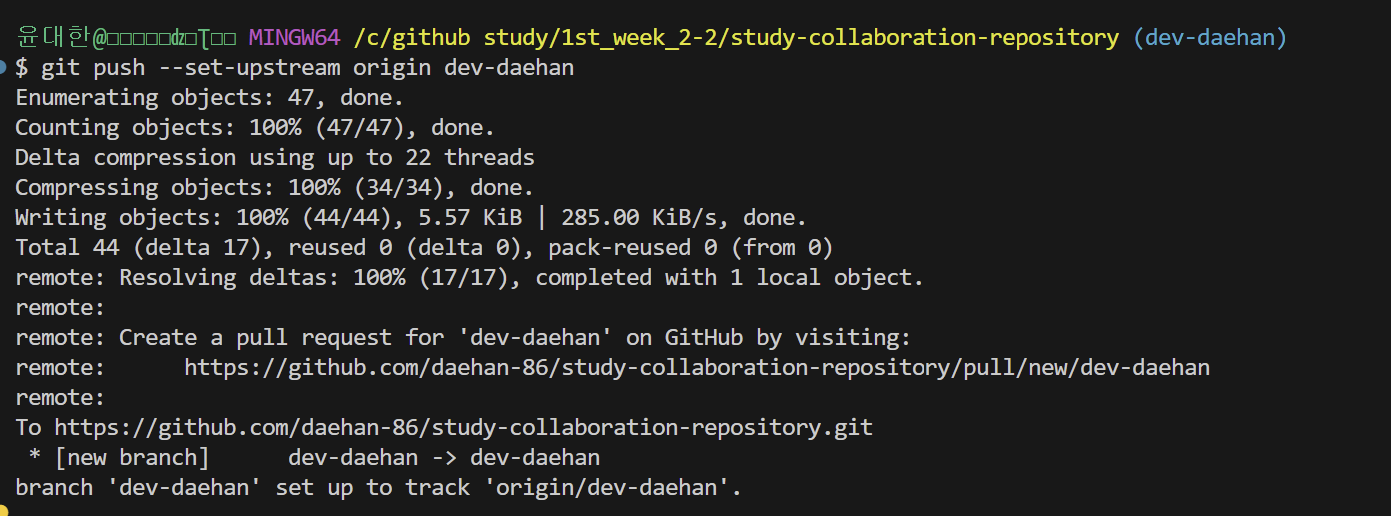 윤대한@□□□□□ʣ□Ʈ□□ MINGW64 /c/github study/1st_week_2-2/study-collaboration-repository (dev-daehan)
$ git push --set-upstream origin dev-daehan
Enumerating objects: 47, done.
Counting objects: 100% (47/47), done.
Delta compression using up to 22 threads
Compressing objects: 100% (34/34), done.
Writing objects: 100% (44/44), 5.57 KiB | 285.00 KiB/s, done.
Total 44 (delta 17), reused 0 (delta 0), pack-reused 0 (from 0)
remote: Resolving deltas: 100% (17/17), completed with 1 local object.
remote:
remote: Create a pull request for 'dev-daehan' on GitHub by visiting:
remote:      https://github.com/daehan-86/study-collaboration-repository/pull/new/dev-daehan
remote:
To https://github.com/daehan-86/study-collaboration-repository.git
 * [new branch]      dev-daehan -> dev-daehan
branch 'dev-daehan' set up to track 'origin/dev-daehan'.